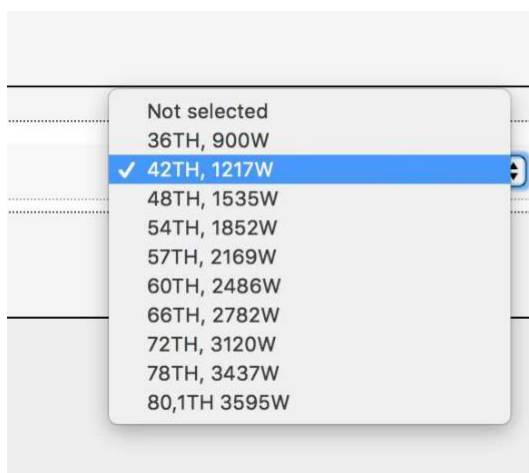 Not selected
36TH, 900W
✓ 42TH, 1217W
48TH, 1535W
54TH, 1852W
57TH, 2169W
60TH, 2486W
66TH, 2782W
72TH, 3120W
78TH, 3437W
80,1TH 3595W